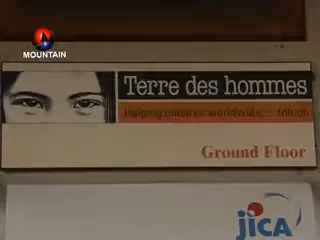 MOUNTAIN
Terre des hommes
Helping children worldwide.
Ground Floor
jICA